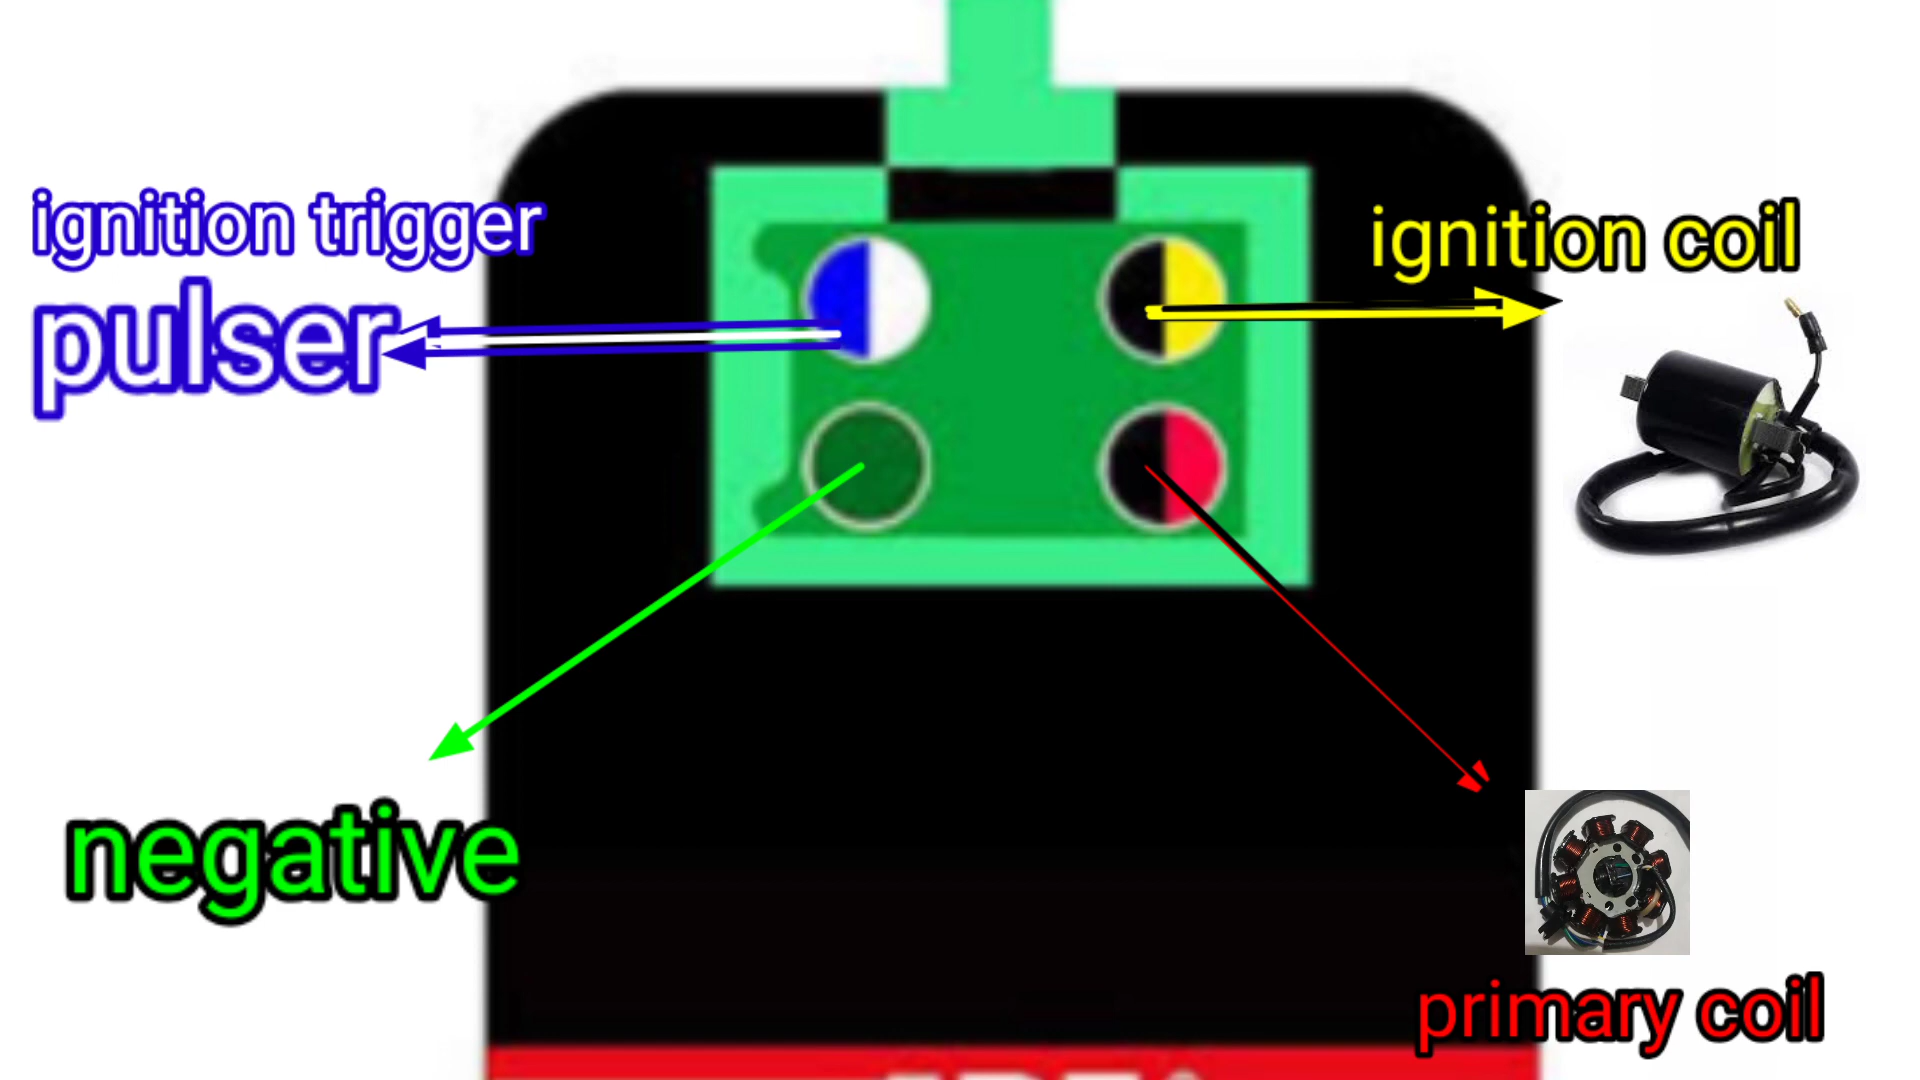 ignition trigger
pulser
ignition coil
negative
primary coil